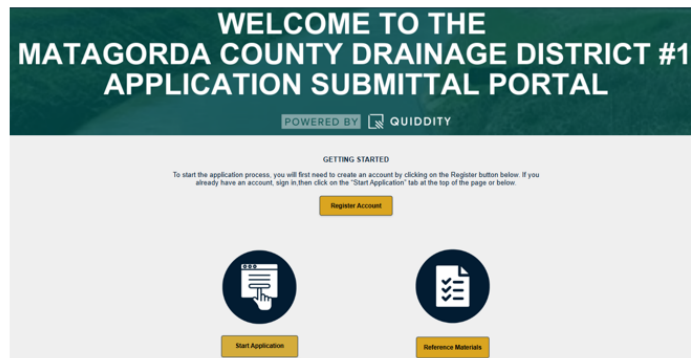 WELCOME TO THE
MATAGORDA COUNTY DRAINAGE DISTRICT #1
APPLICATION SUBMITTAL PORTAL
POWERED BY QUIDDITY
GETTING STARTED
To start the application process, you will first need to create an account by clicking on the Register button below. If you
already have an account, sign in,then click on the "Start Application" tab at the top of the page or below.
Register Account
Start Application
Reference Materials